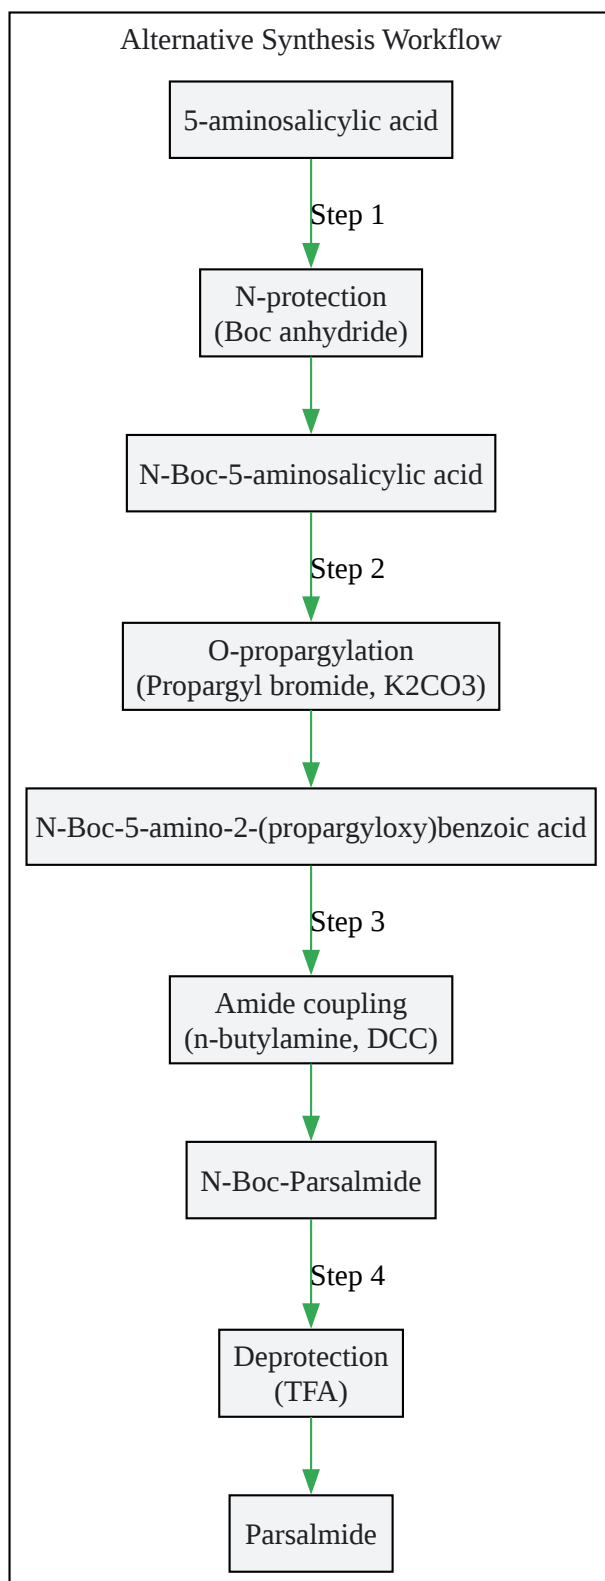 Alternative Synthesis Workflow
5-aminosalicylic acid
Step 1
N-protection
(Boc anhydride)
N-Boc-5-aminosalicylic acid
Step 2
O-propargylation
(Propargyl bromide, K2CO3)
N-Boc-5-amino-2-(propargyloxy)benzoic acid
Step 3
Amide coupling
(n-butylamine, DCC)
N-Boc-Parsalmide
Step 4
Deprotection
(TFA)
Parsalmide